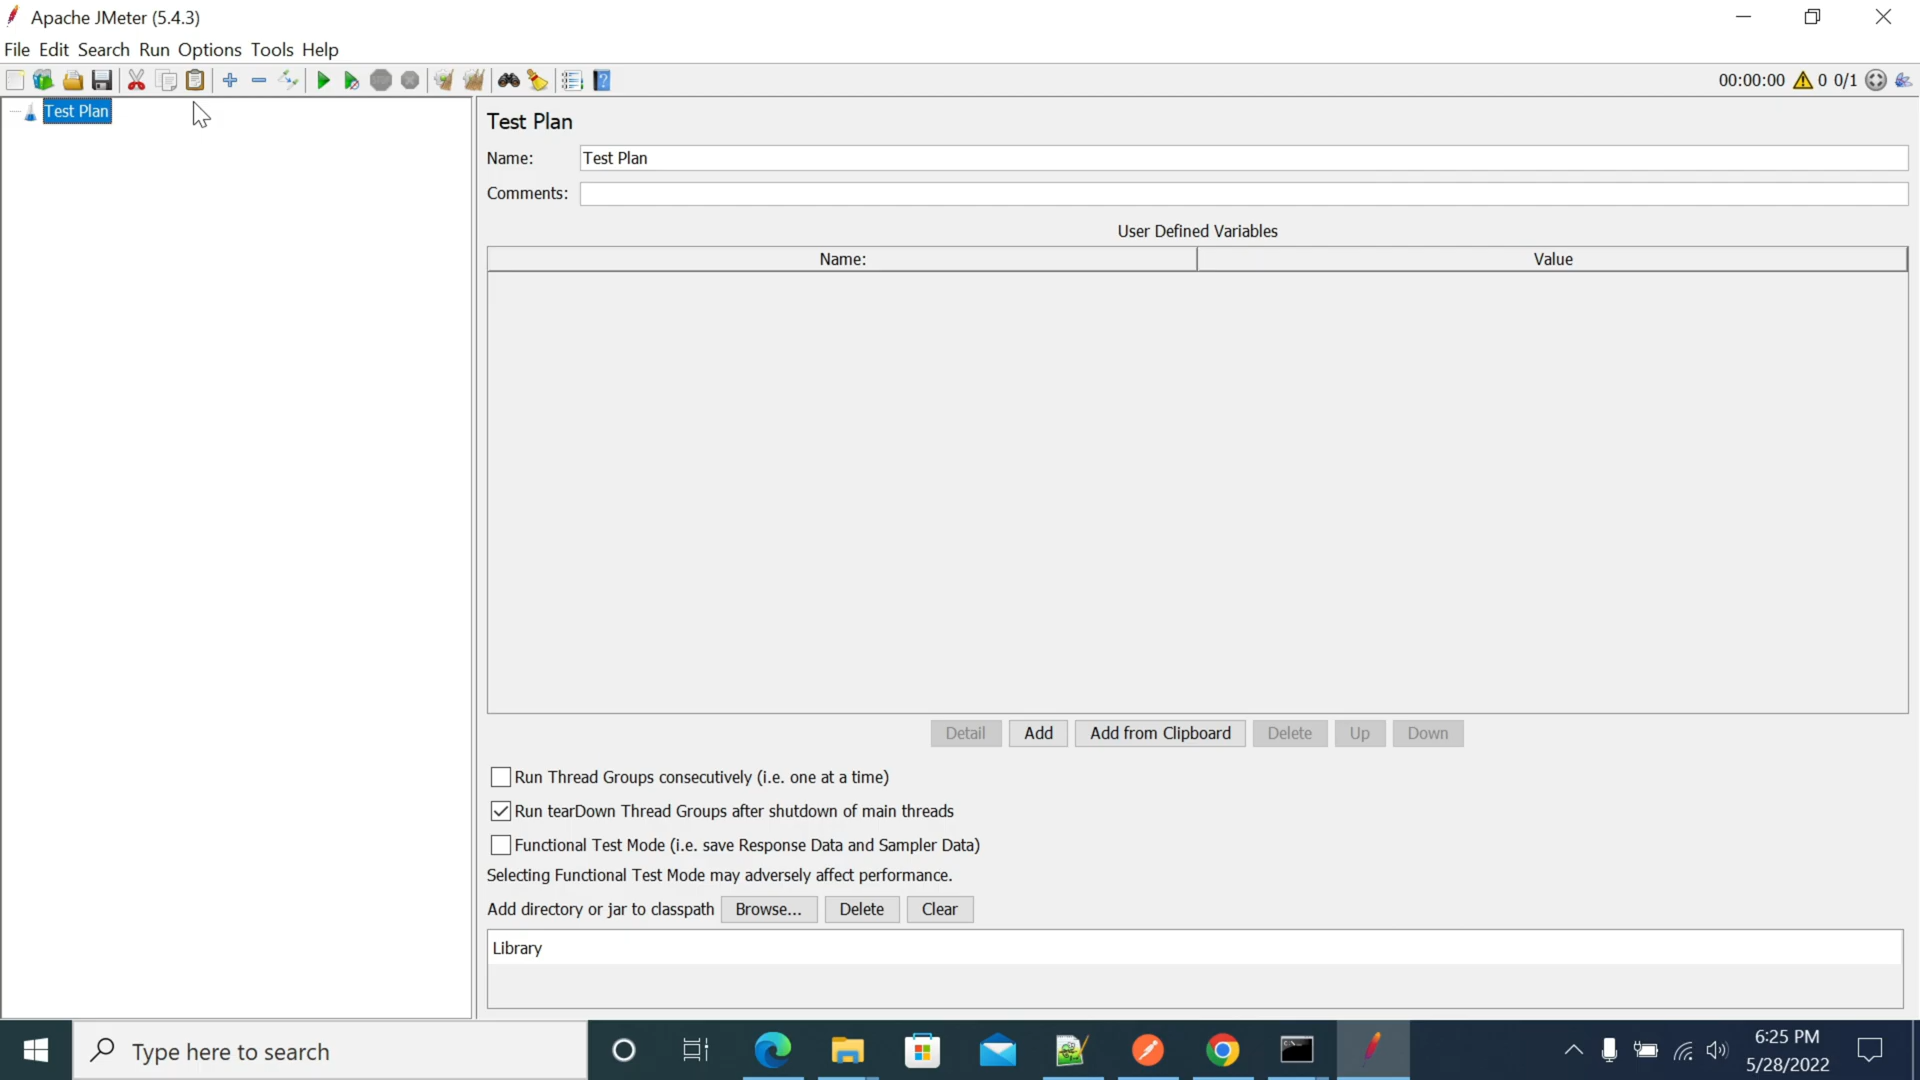 Apache JMeter (5.4.3)
File Edit Search Run Options Tools Help
00:00:00 0 0/1
Test Plan
Test Plan
Name: Test Plan
Comments:
User Defined Variables
Name: Value
Detail Add Add from Clipboard Delete Up Down
Run Thread Groups consecutively (i.e. one at a time)
Run tearDown Thread Groups after shutdown of main threads
Functional Test Mode (i.e. save Response Data and Sampler Data)
Selecting Functional Test Mode may adversely affect performance.
Add directory or jar to classpath Browse... Delete Clear
Library
Type here to search
6:25 PM
5/28/2022